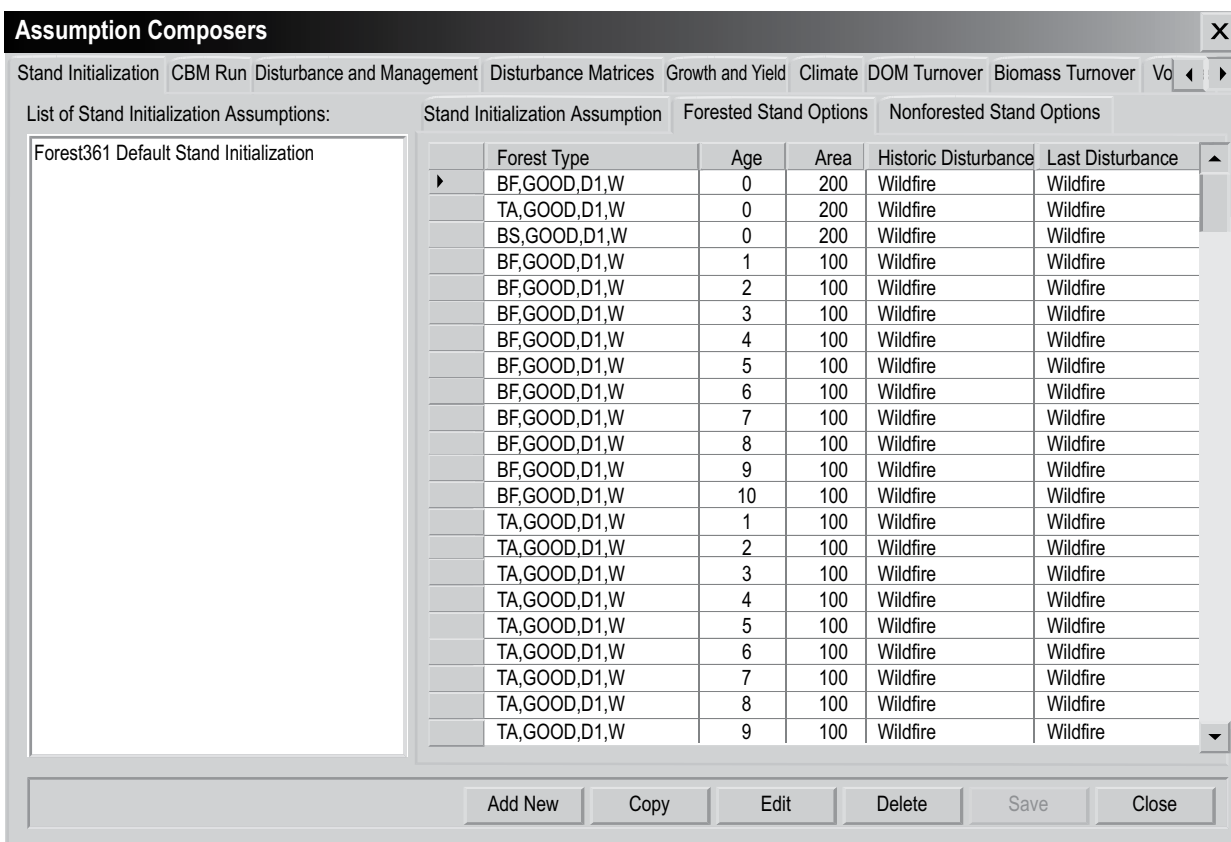 Assumption Composers
X
Stand Initialization CBM Run Disturbance and Management Disturbance Matrices Growth and Yield Climate DOM Turnover Biomass Turnover Vo
List of Stand Initialization Assumptions:
Forest361 Default Stand Initialization
Stand Initialization Assumption Forested Stand Options Nonforested Stand Options
Forest Type Age Area Historic Disturbance Last Disturbance
BF,GOOD,D1,W 0 200 Wildfire Wildfire
TA,GOOD,D1,W 0 200 Wildfire Wildfire
BS,GOOD,D1,W 0 200 Wildfire Wildfire
BF,GOOD,D1,W 1 100 Wildfire Wildfire
BF,GOOD,D1,W 2 100 Wildfire Wildfire
BF,GOOD,D1,W 3 100 Wildfire Wildfire
BF,GOOD,D1,W 4 100 Wildfire Wildfire
BF,GOOD,D1,W 5 100 Wildfire Wildfire
BF,GOOD,D1,W 6 100 Wildfire Wildfire
BF,GOOD,D1,W 7 100 Wildfire Wildfire
BF,GOOD,D1,W 8 100 Wildfire Wildfire
BF,GOOD,D1,W 9 100 Wildfire Wildfire
BF,GOOD,D1,W 10 100 Wildfire Wildfire
TA,GOOD,D1,W 1 100 Wildfire Wildfire
TA,GOOD,D1,W 2 100 Wildfire Wildfire
TA,GOOD,D1,W 3 100 Wildfire Wildfire
TA,GOOD,D1,W 4 100 Wildfire Wildfire
TA,GOOD,D1,W 5 100 Wildfire Wildfire
TA,GOOD,D1,W 6 100 Wildfire Wildfire
TA,GOOD,D1,W 7 100 Wildfire Wildfire
TA,GOOD,D1,W 8 100 Wildfire Wildfire
TA,GOOD,D1,W 9 100 Wildfire Wildfire
Add New Copy Edit Delete Save Close